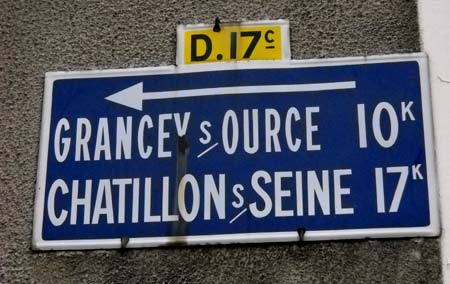 D.17c
GRANCEY s/ OURCE 10K
CHATILLON s/ SEINE 17K